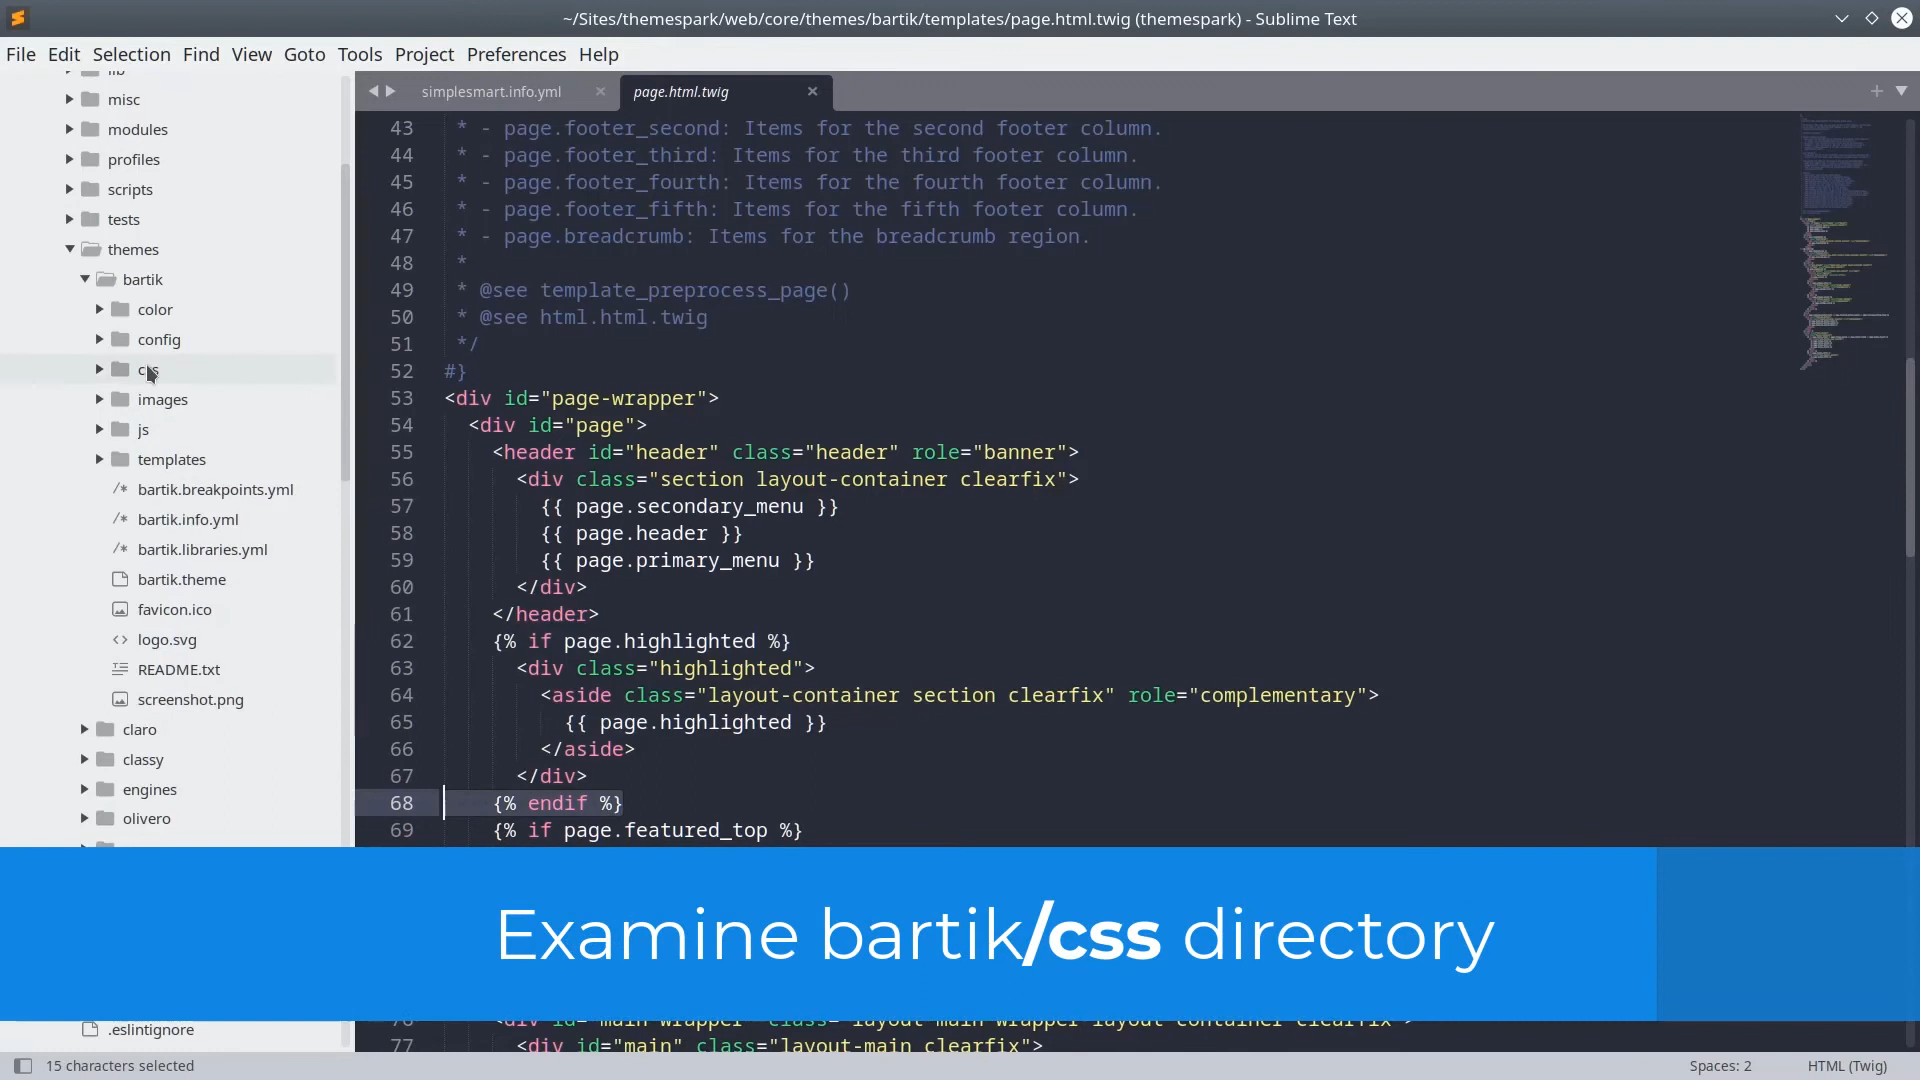 ~/Sites/themespark/web/core/themes/bartik/templates/page.html.twig (themespark) - Sublime Text
File Edit Selection Find View Goto Tools Project Preferences Help
lib
misc
modules
profiles
scripts
tests
themes
bartik
color
config
css
images
js
templates
bartik.breakpoints.yml
bartik.info.yml
bartik.libraries.yml
bartik.theme
favicon.ico
logo.svg
README.txt
screenshot.png
claro
classy
engines
olivero
.eslintignore
simplesmart.info.yml × page.html.twig ×
43 * - page.footer_second: Items for the second footer column.
44 * - page.footer_third: Items for the third footer column.
45 * - page.footer_fourth: Items for the fourth footer column.
46 * - page.footer_fifth: Items for the fifth footer column.
47 * - page.breadcrumb: Items for the breadcrumb region.
48 *
49 * @see template_preprocess_page()
50 * @see html.html.twig
51 */
52 #}
53 <div id="page-wrapper">
54 <div id="page">
55 <header id="header" class="header" role="banner">
56 <div class="section layout-container clearfix">
57 {{ page.secondary_menu }}
58 {{ page.header }}
59 {{ page.primary_menu }}
60 </div>
61 </header>
62 {% if page.highlighted %}
63 <div class="highlighted">
64 <aside class="layout-container section clearfix" role="complementary">
65 {{ page.highlighted }}
66 </aside>
67 </div>
68 {% endif %}
69 {% if page.featured_top %}
Examine bartik/css directory
77 <div id="main" class="layout-main clearfix">
15 characters selected
Spaces: 2
HTML (Twig)